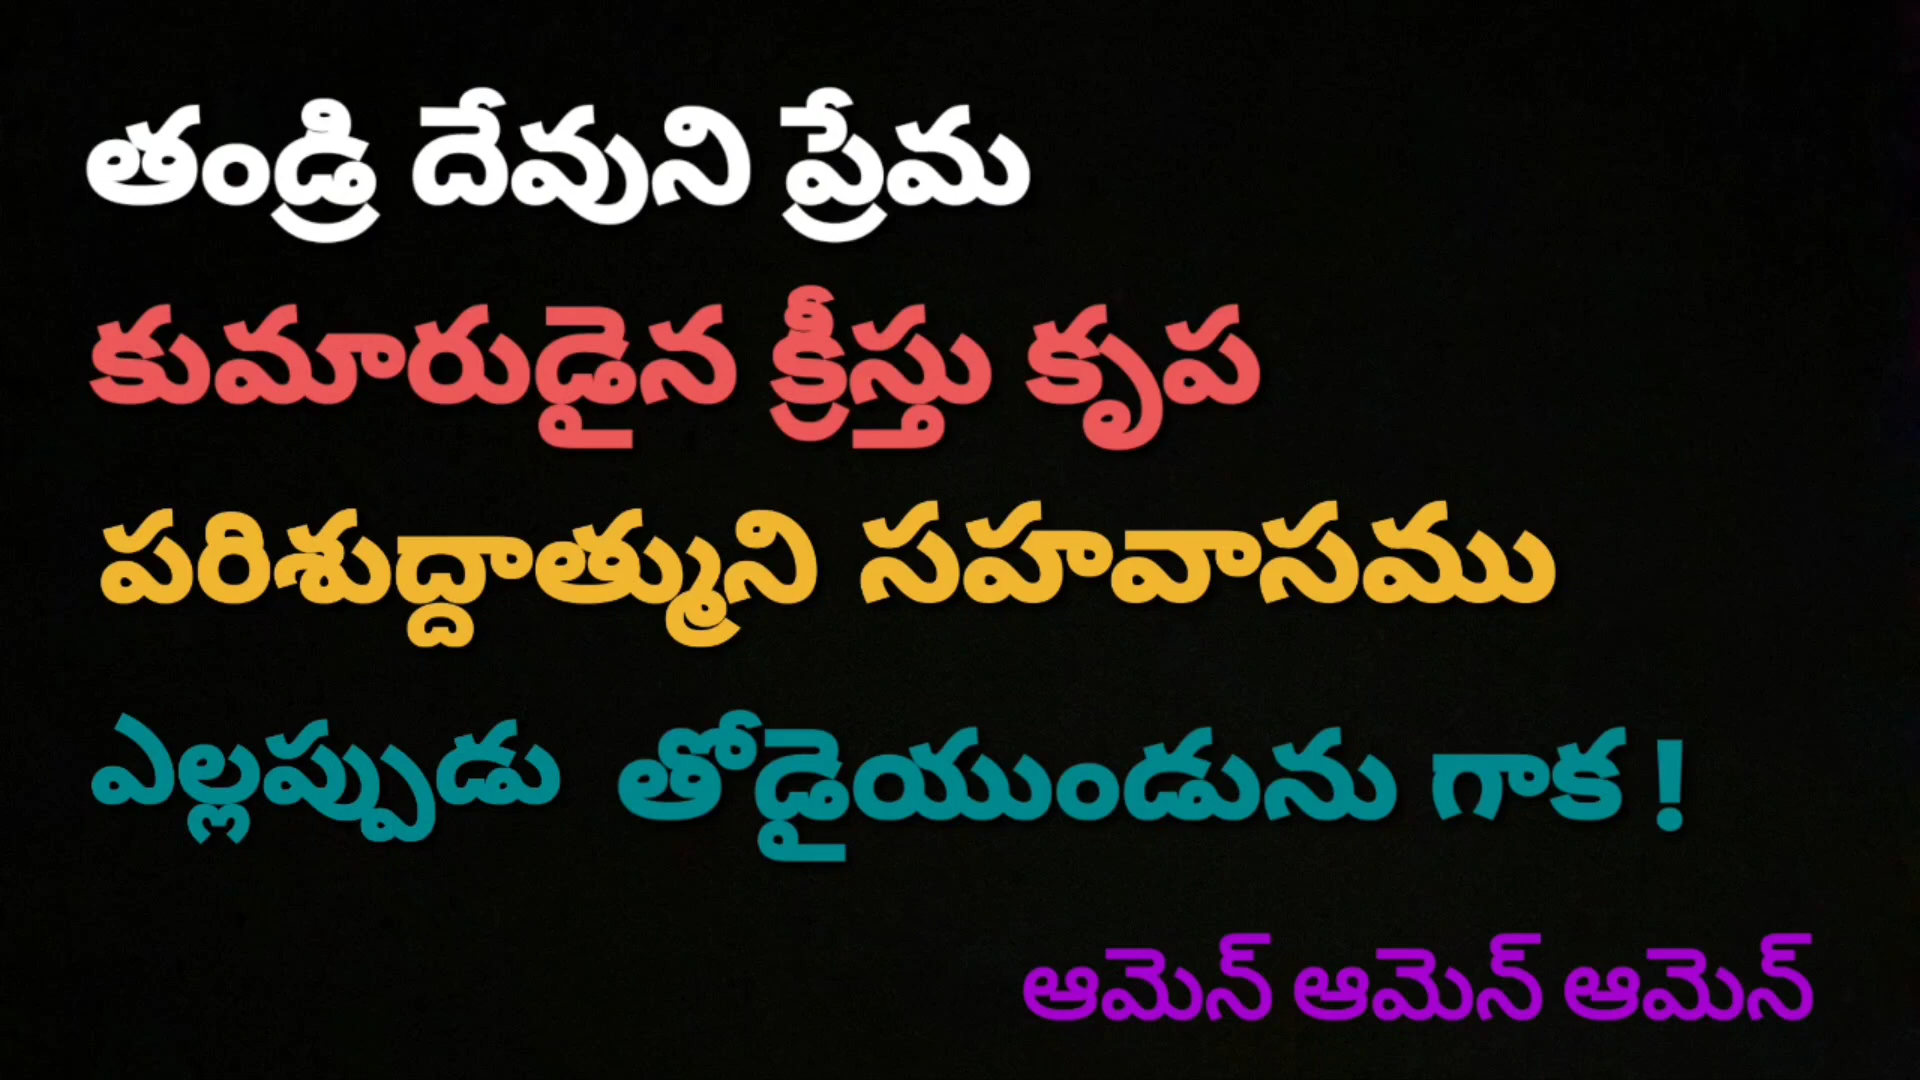 తండ్రి దేవుని ప్రేమ
కుమారుడైన క్రీస్తు కృప
పరిశుద్దాత్ముని సహవాసము
ఎల్లప్పుడు తోడైయుండును గాక !
ఆమెన్ ఆమెన్ ఆమెన్